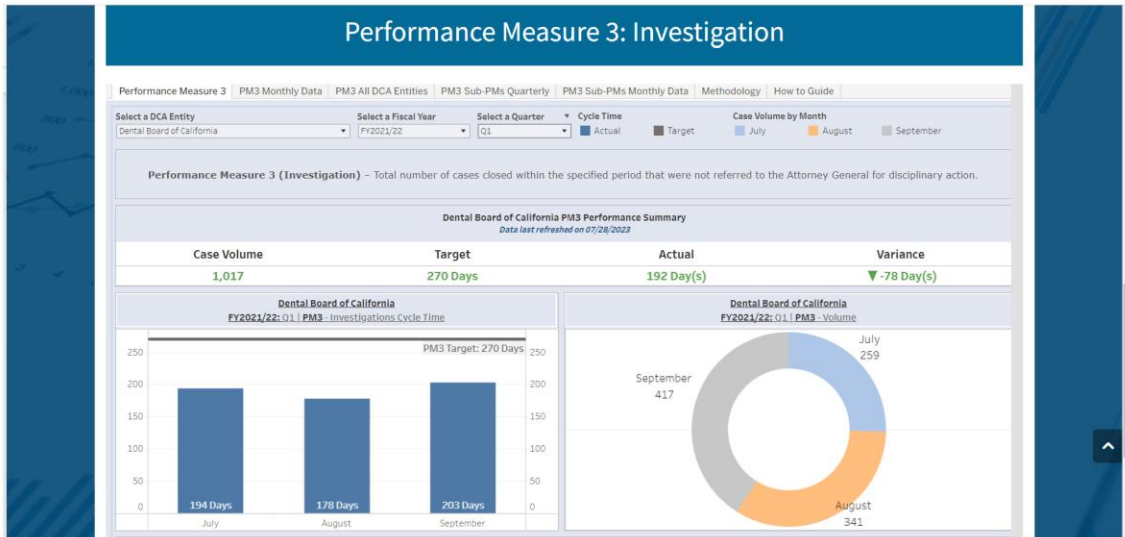 Performance Measure 3: Investigation
Performance Measure 3 PM3 Monthly Data PM3 All DCA Entities PM3 Sub-PMs Quarterly PM3 Sub-PMs Monthly Data Methodology How to Guide
Select a DCA Entity Select a Fiscal Year Select a Quarter Cycle Time Case Volume by Month
Dental Board of California FY2021/22 Q1 Actual Target July August September
Performance Measure 3 (Investigation) – Total number of cases closed within the specified period that were not referred to the Attorney General for disciplinary action.
Dental Board of California PM3 Performance Summary
Data last refreshed on 07/28/2023
Case Volume Target Actual Variance
1,017 270 Days 192 Day(s) ▼ -78 Day(s)
Dental Board of California
FY2021/22: Q1 | PM3 - Investigations Cycle Time
PM3 Target: 270 Days
250 250
200 200
150 150
100 100
50 50
0 0
194 Days 178 Days 203 Days
July August September
Dental Board of California
FY2021/22: Q1 | PM3 - Volume
July
259
September
417
August
341